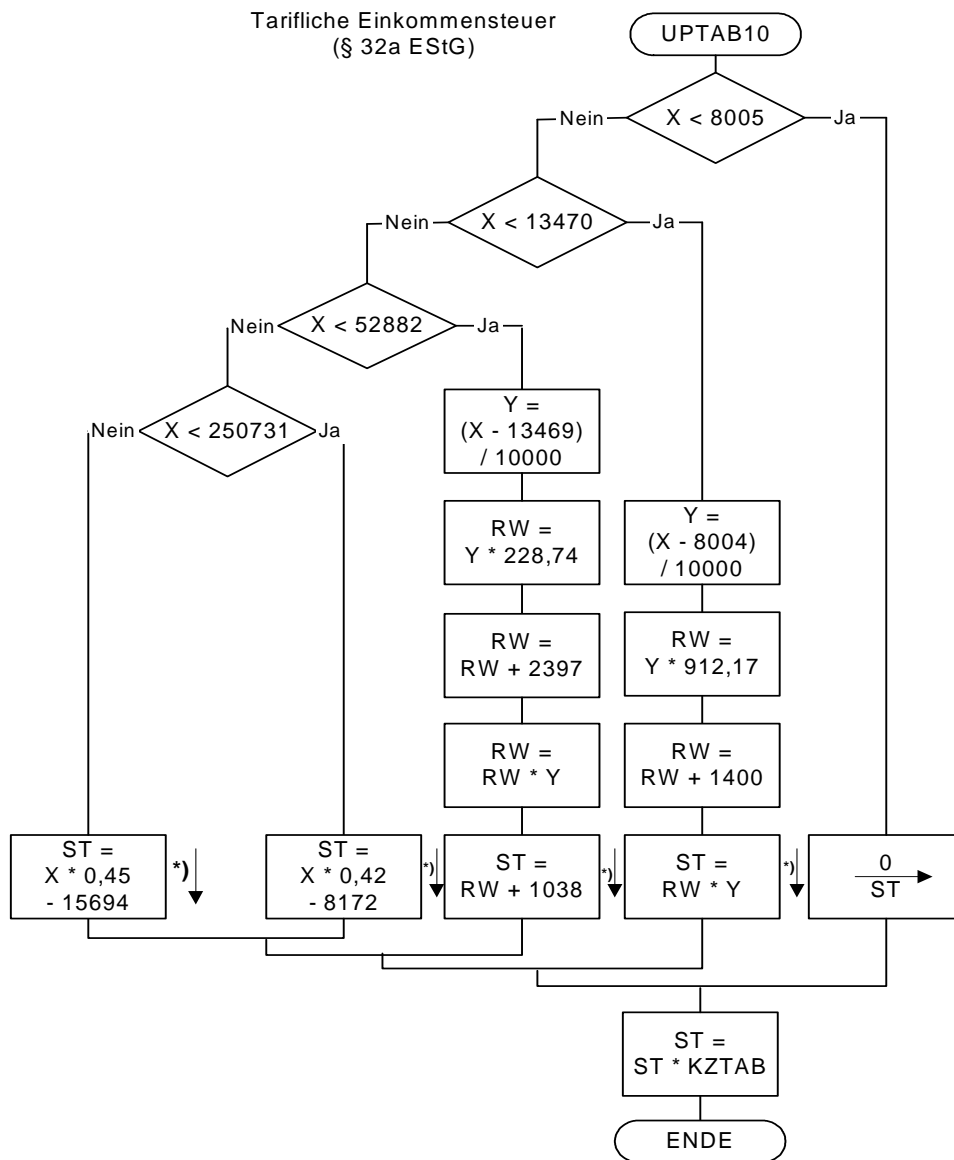 Tarifliche Einkommensteuer
(§ 32a EStG)
UPTAB10
Nein
X < 8005
Ja
Nein
X < 13470
Ja
Nein
X < 52882
Ja
Nein
X < 250731
Ja
Y =
(X - 13469)
/ 10000
RW =
Y * 228,74
Y =
(X - 8004)
/ 10000
RW =
RW + 2397
RW =
Y * 912,17
RW =
RW * Y
RW =
RW + 1400
ST =
X * 0,45
- 15694
*)
ST =
X * 0,42
- 8172
*)
ST =
RW + 1038
*)
ST =
RW * Y
*)
0
ST
ST =
ST * KZTAB
ENDE